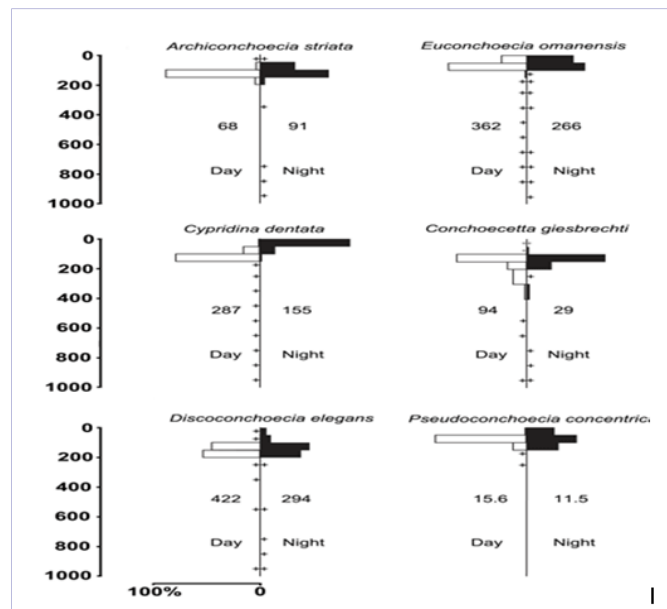 Archiconchoecia striata
Euconchoecia omanensis
0
200
400
600
800
1000
68
91
362
266
Day
Night
Day
Night
Cypridina dentata
Conchoecetta giesbrechti
0
200
400
600
800
1000
287
155
94
29
Day
Night
Day
Night
Discoconchoecia elegans
Pseudoconchoecia concentrica
0
200
400
600
800
1000
422
294
15.6
11.5
Day
Night
Day
Night
100%
0
I